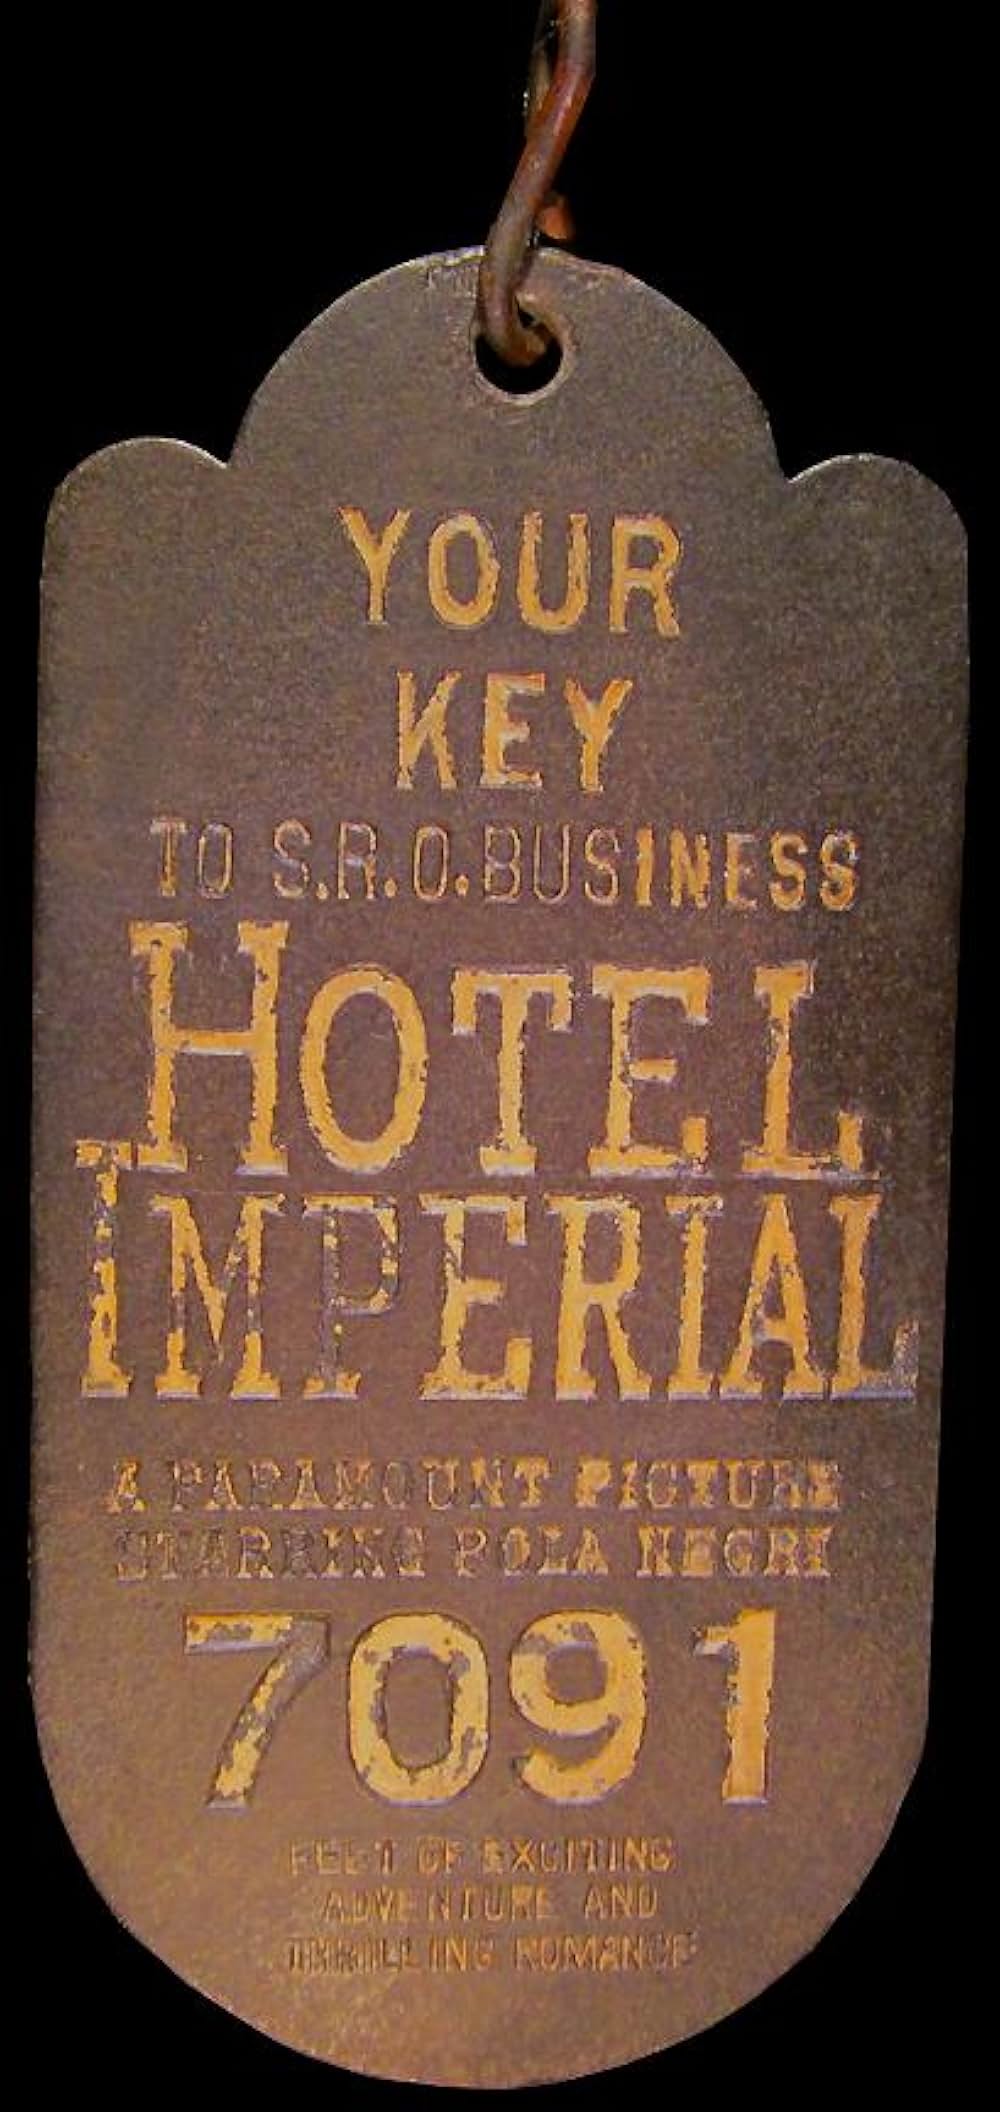 YOUR
KEY
TO S.R.O. BUSINESS
HOTEL
IMPERIAL
A PARAMOUNT PICTURE
STARRING POLA NEGRI
7091
FEET OF EXCITING
ADVENTURE AND
THRILLING ROMANCE